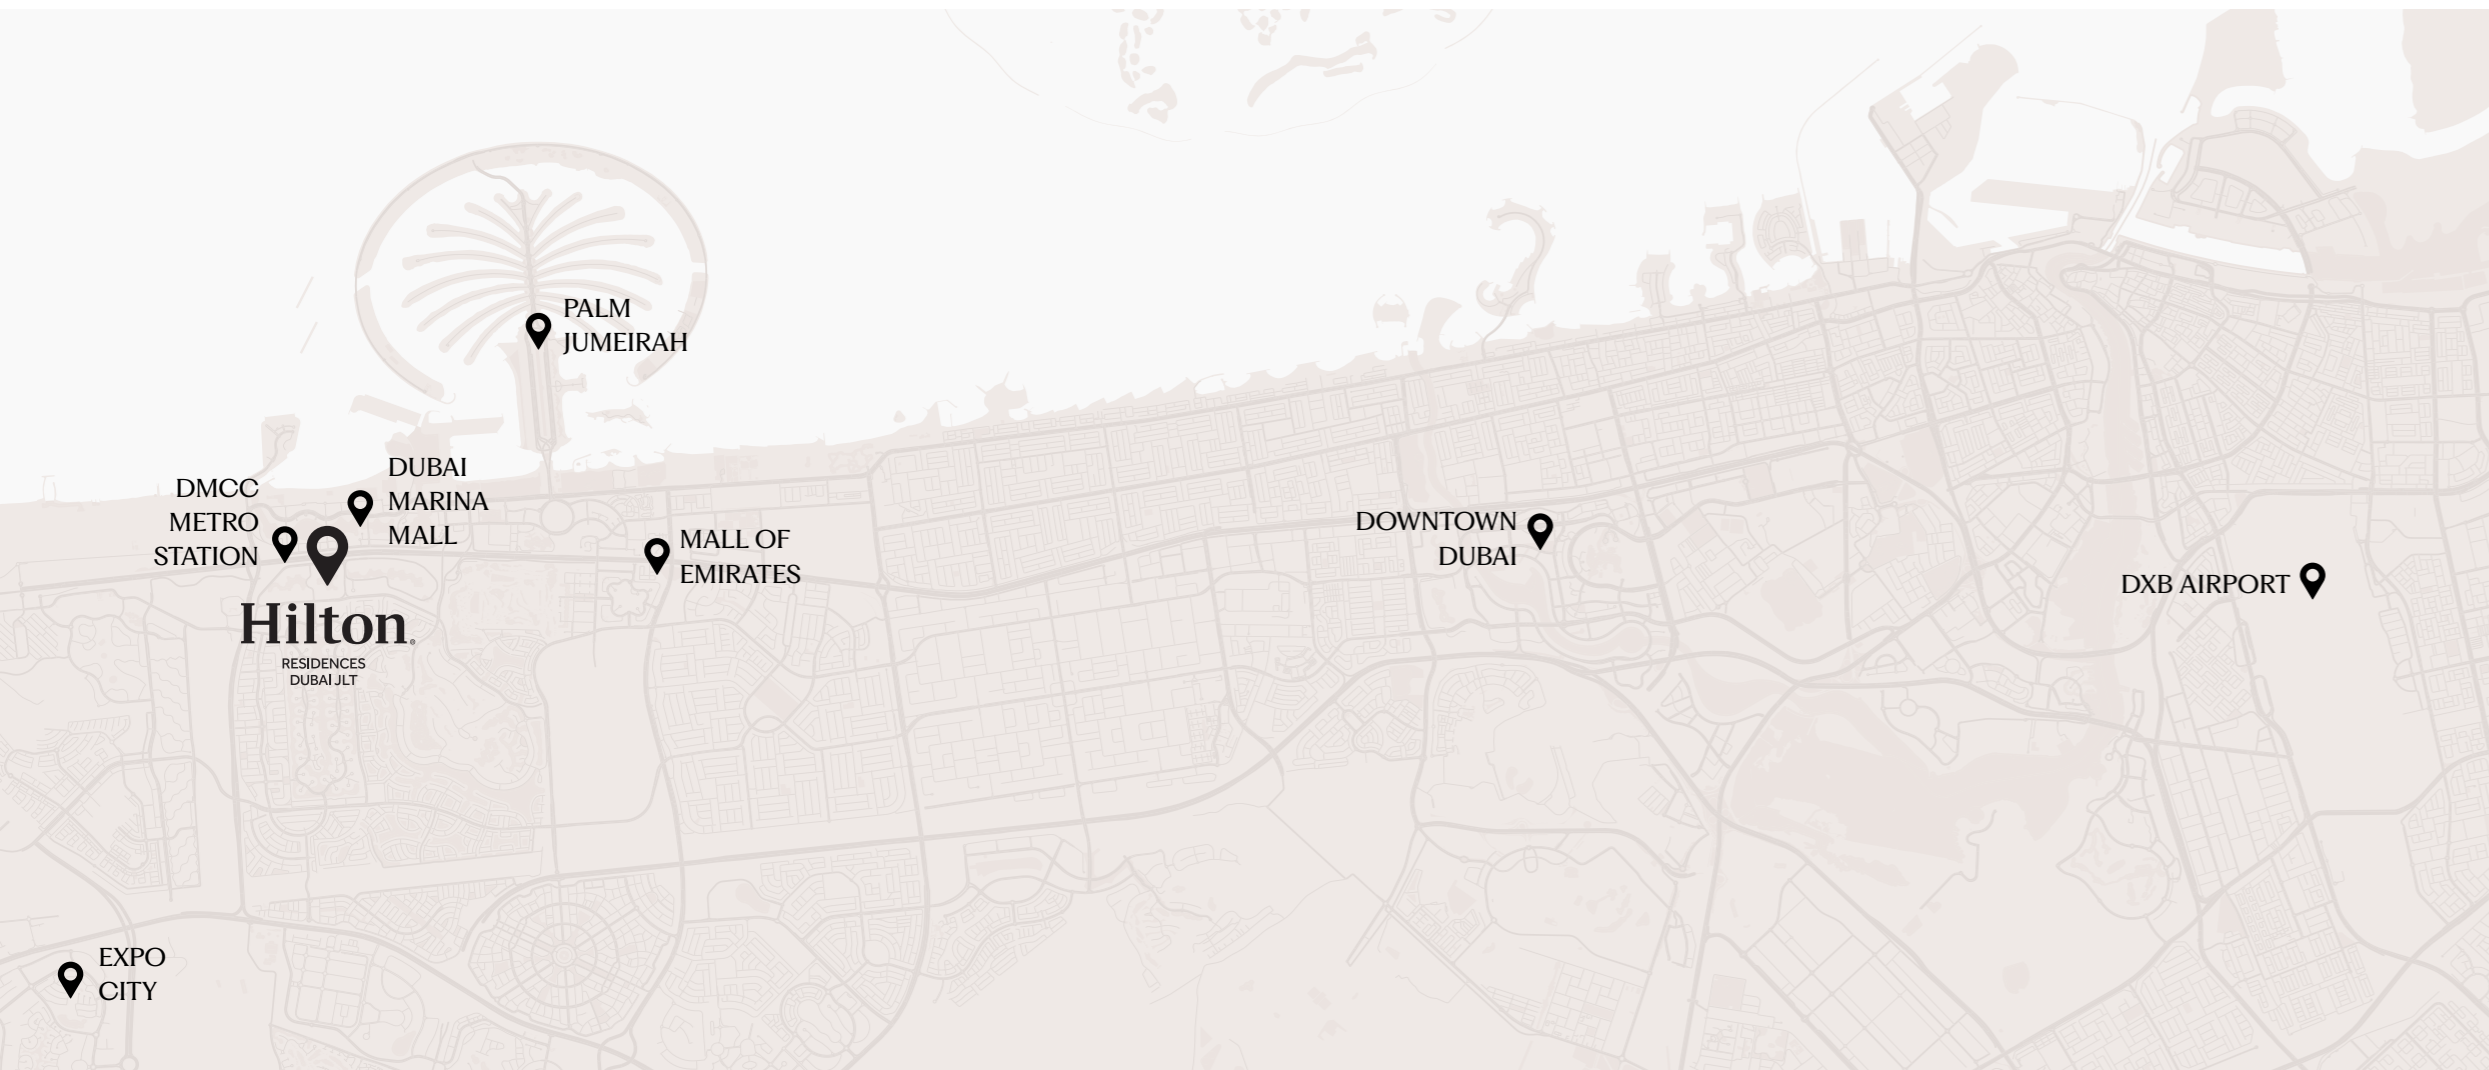 PALM
JUMEIRAH
DUBAI
MARINA
MALL
DMCC
METRO
STATION
MALL OF
EMIRATES
DOWNTOWN
DUBAI
DXB AIRPORT
Hilton®
RESIDENCES
DUBAI JLT
EXPO
CITY